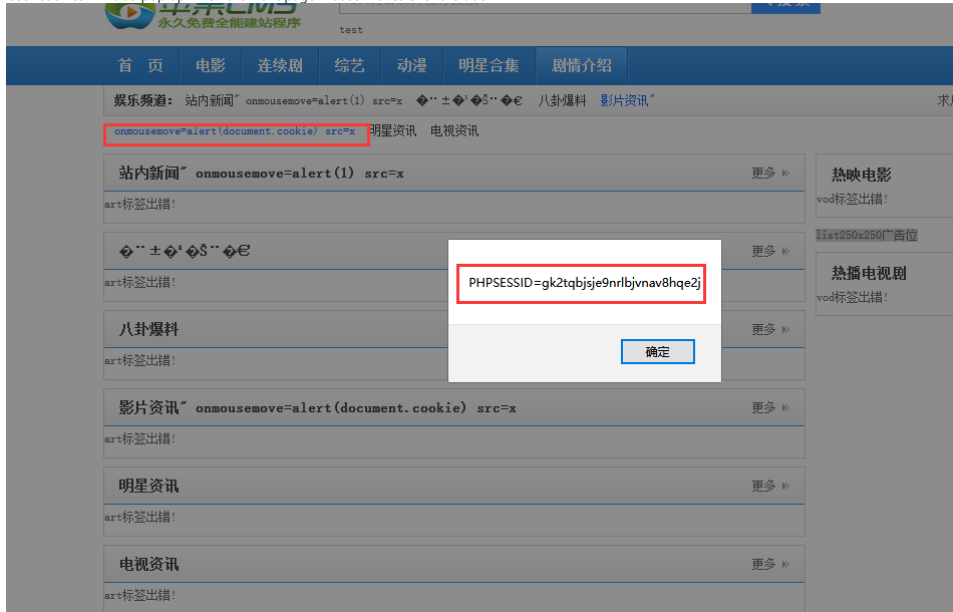 苹果CMS
永久免费全能建站程序
test
首 页 电影 连续剧 综艺 动漫 明星合集 剧情介绍
娱乐频道： 站内新闻" onmousemove=alert(1) src=x �¨±�¹�Š¨�€ 八卦爆料 影片资讯"
onmousemove=alert(document.cookie) src=x 明星资讯 电视资讯
站内新闻" onmousemove=alert(1) src=x 更多 »
art标签出错!
热映电影
vod标签出错!
list250x250广告位
�¨±�¹�Š¨�€ 更多 »
art标签出错!
热播电视剧
vod标签出错!
PHPSESSID=gk2tqbjsje9nrlbjvnav8hqe2j
确定
八卦爆料 更多 »
art标签出错!
影片资讯" onmousemove=alert(document.cookie) src=x 更多 »
art标签出错!
明星资讯 更多 »
art标签出错!
电视资讯 更多 »
art标签出错!